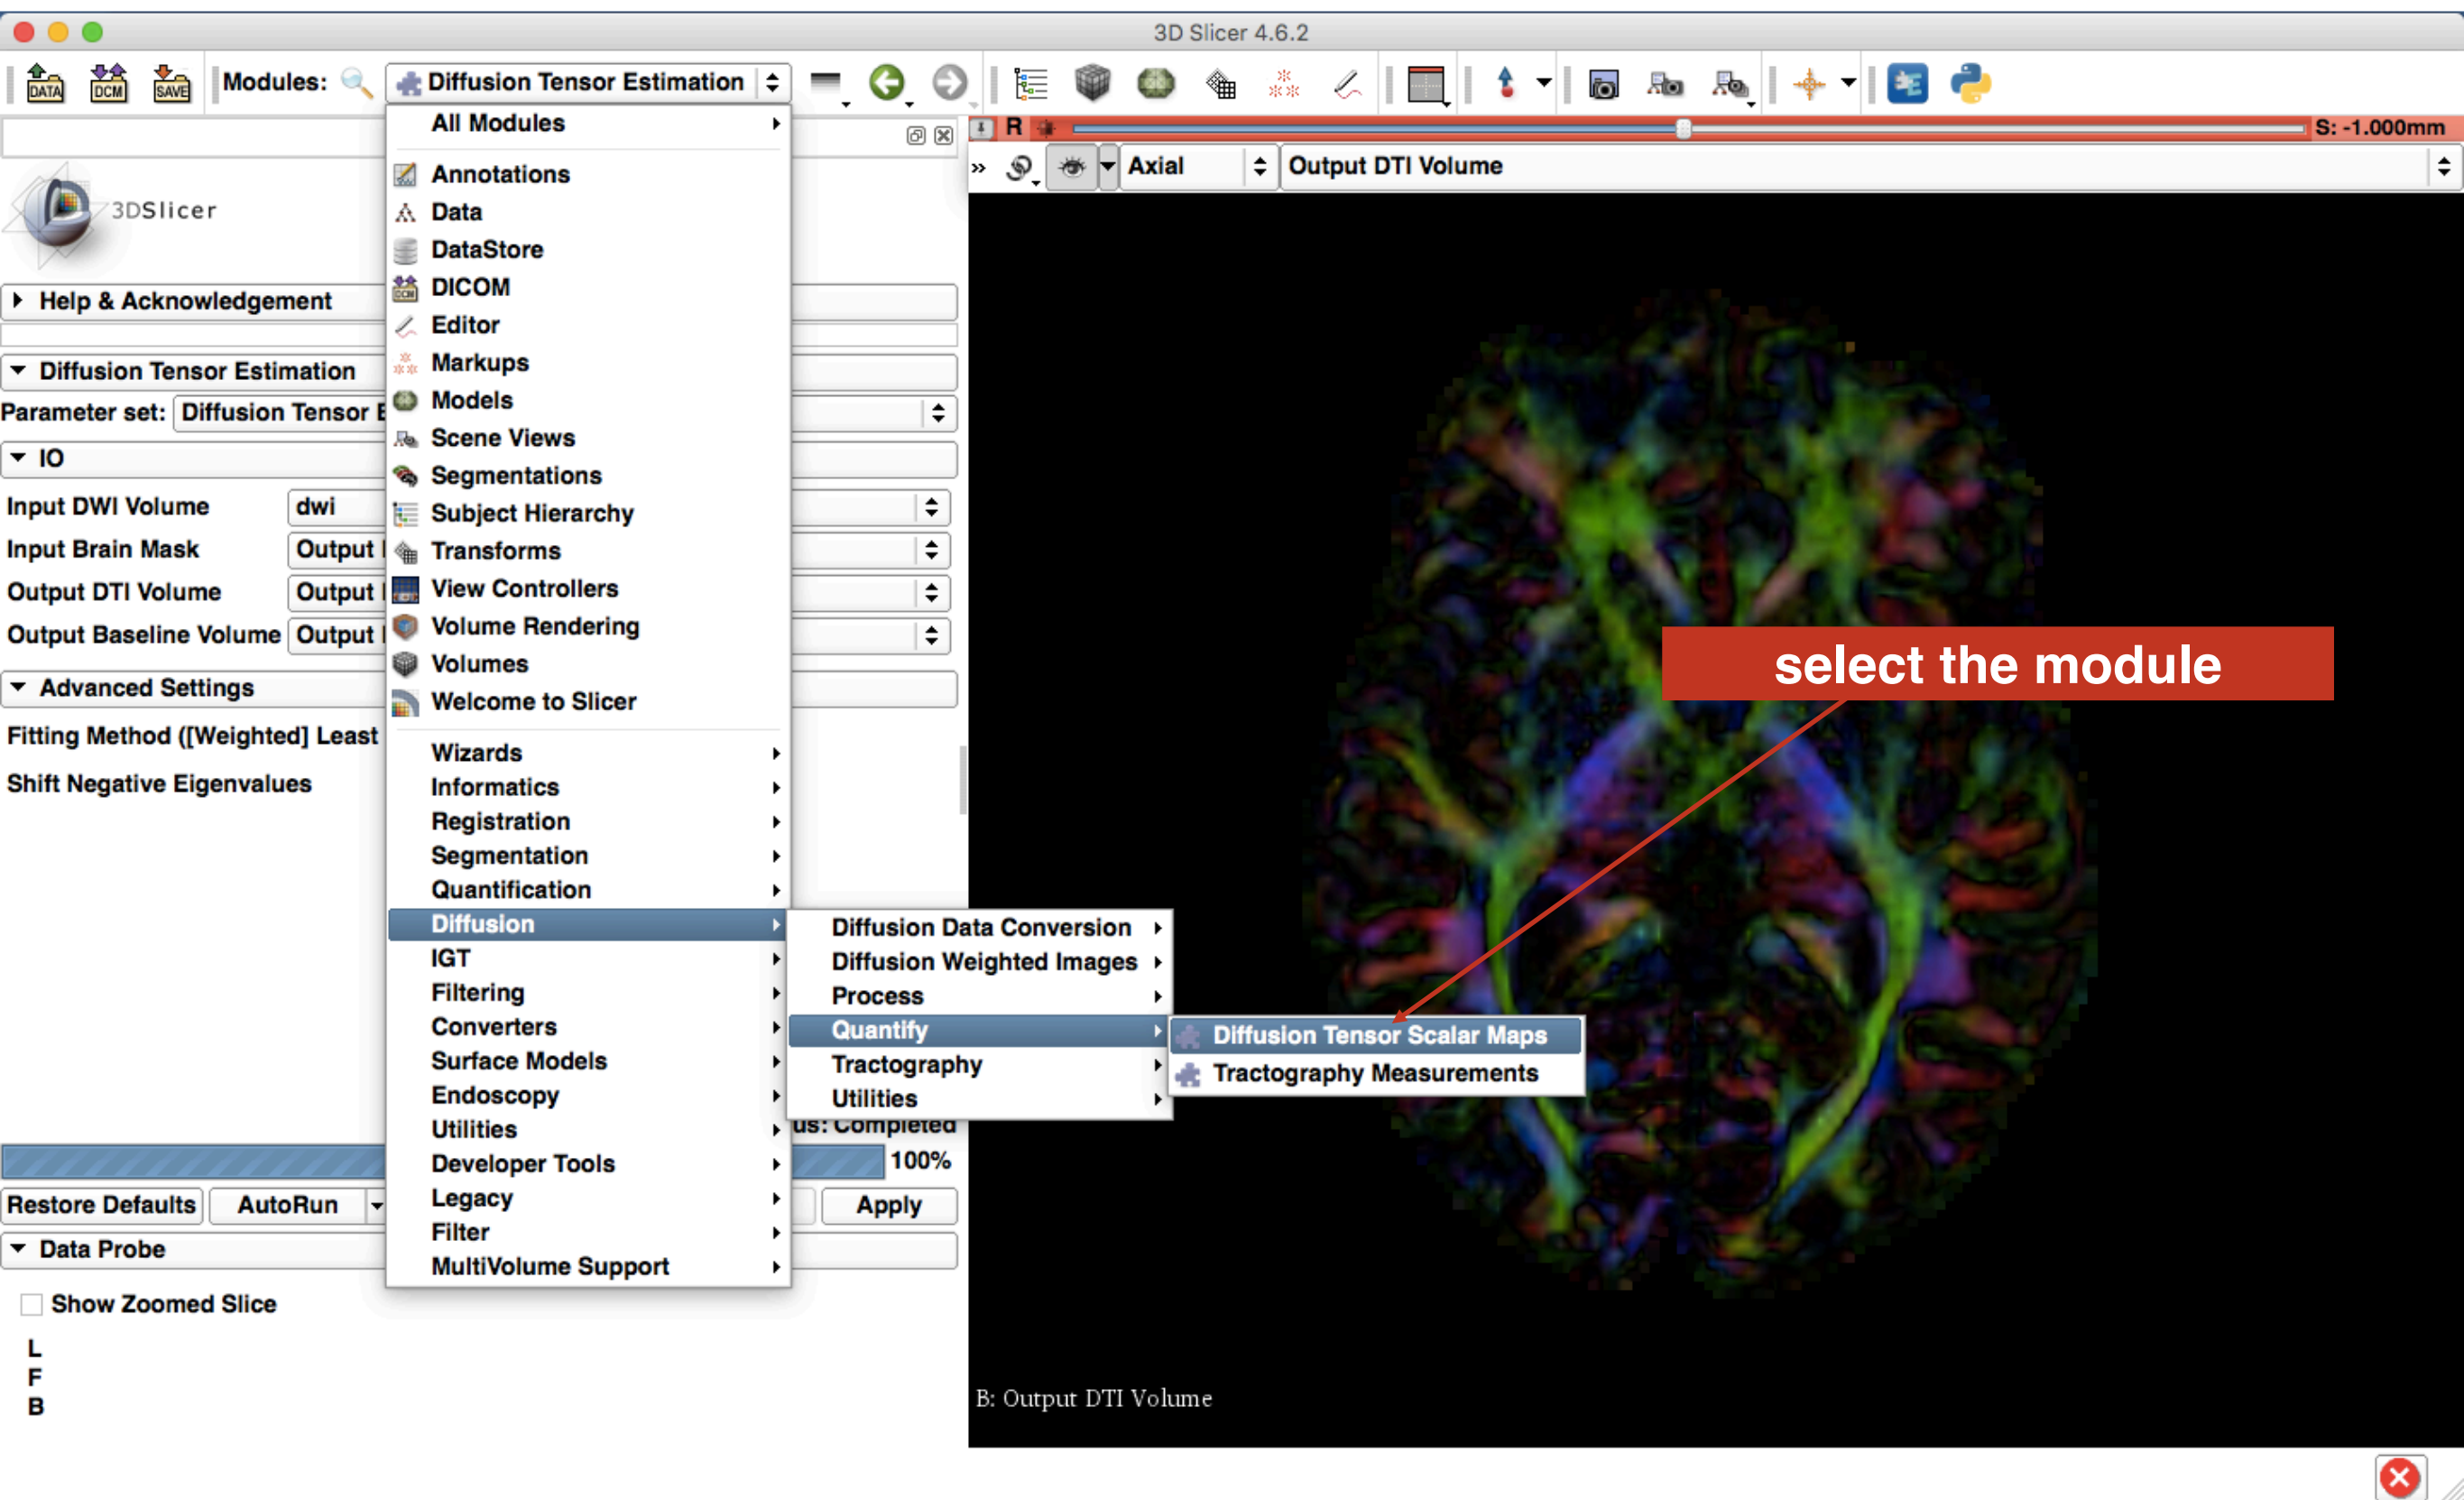 3D Slicer 4.6.2
DATA DCM SAVE Modules: Diffusion Tensor Estimation
R S: -1.000mm
Axial Output DTI Volume
3DSlicer
Help & Acknowledgement
Diffusion Tensor Estimation
Parameter set: Diffusion Tensor
IO
Input DWI Volume dwi
Input Brain Mask Output
Output DTI Volume Output
Output Baseline Volume Output
Advanced Settings
Fitting Method ([Weighted] Least
Shift Negative Eigenvalues
us: Completed
100%
Restore Defaults AutoRun Apply
Data Probe
Show Zoomed Slice
L
F
B
All Modules
Annotations
Data
DataStore
DICOM
Editor
Markups
Models
Scene Views
Segmentations
Subject Hierarchy
Transforms
View Controllers
Volume Rendering
Volumes
Welcome to Slicer
Wizards
Informatics
Registration
Segmentation
Quantification
Diffusion
IGT
Filtering
Converters
Surface Models
Endoscopy
Utilities
Developer Tools
Legacy
Filter
MultiVolume Support
Diffusion Data Conversion
Diffusion Weighted Images
Process
Quantify
Tractography
Utilities
Diffusion Tensor Scalar Maps
Tractography Measurements
select the module
B: Output DTI Volume